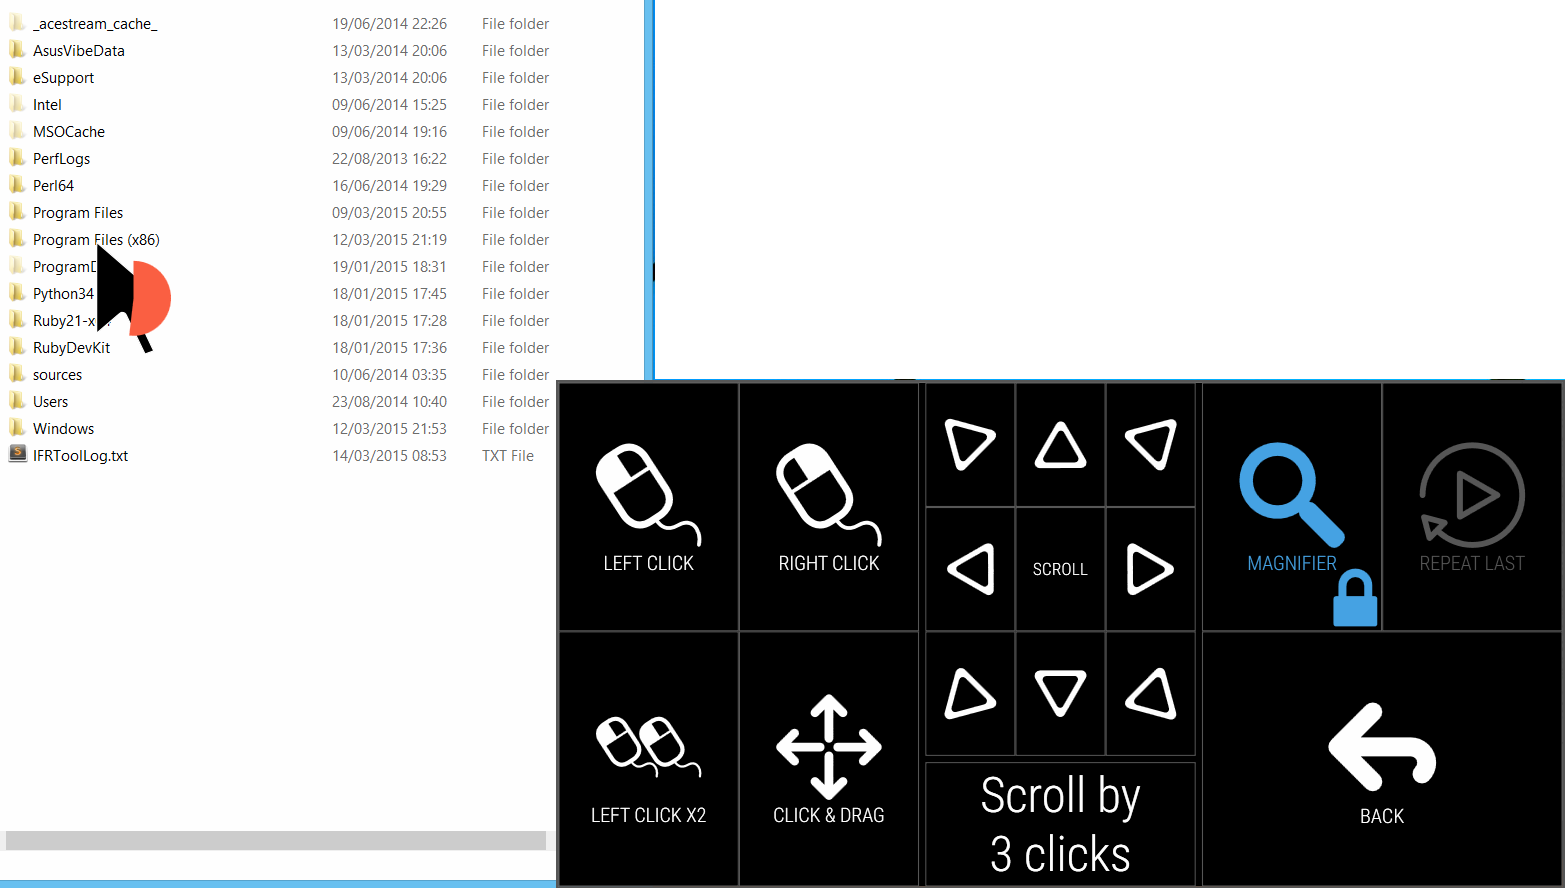 _acestream_cache_ 19/06/2014 22:26 File folder
AsusVibeData 13/03/2014 20:06 File folder
eSupport 13/03/2014 20:06 File folder
Intel 09/06/2014 15:25 File folder
MSOCache 09/06/2014 19:16 File folder
PerfLogs 22/08/2013 16:22 File folder
Perl64 16/06/2014 19:29 File folder
Program Files 09/03/2015 20:55 File folder
Program Files (x86) 12/03/2015 21:19 File folder
19/01/2015 18:31 File folder
Python34 18/01/2015 17:45 File folder
18/01/2015 17:28 File folder
RubyDevKit 18/01/2015 17:36 File folder
sources 10/06/2014 03:35 File folder
Users 23/08/2014 10:40 File folder
Windows 12/03/2015 21:53 File folder
IFRToolLog.txt 14/03/2015 08:53 TXT File
LEFT CLICK
RIGHT CLICK
SCROLL
MAGNIFIER
REPEAT LAST
LEFT CLICK X2
CLICK & DRAG
Scroll by
3 clicks
BACK